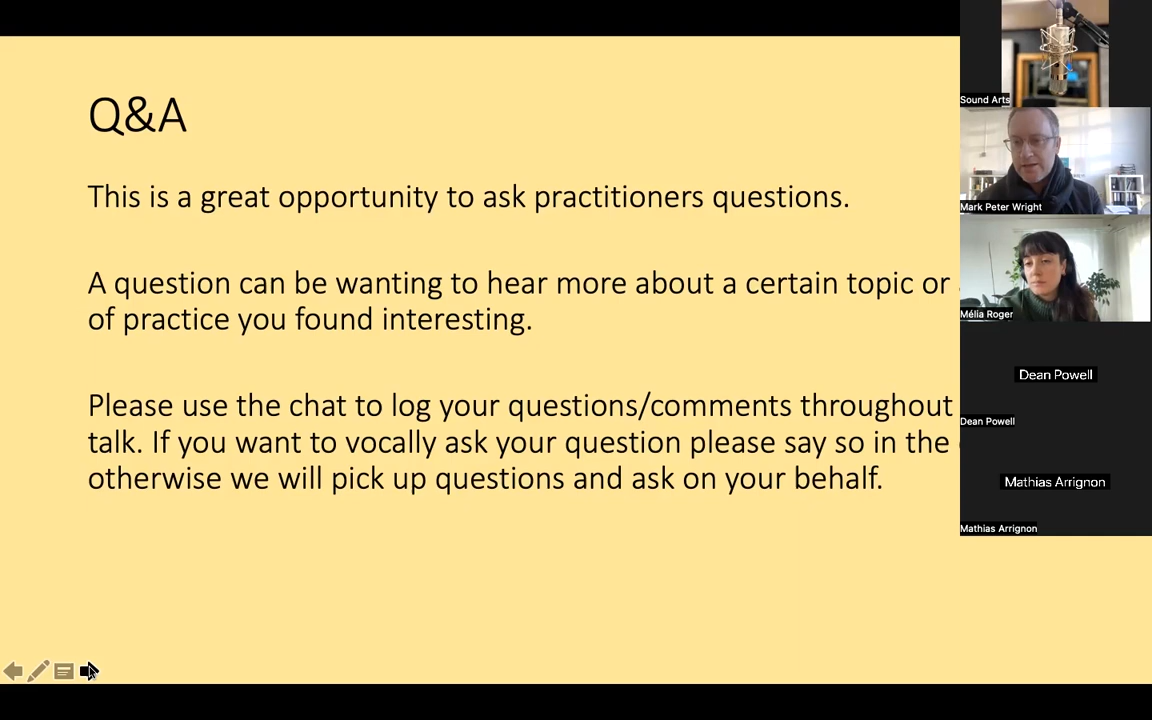 Q&A
This is a great opportunity to ask practitioners questions.
A question can be wanting to hear more about a certain topic or
of practice you found interesting.
Please use the chat to log your questions/comments throughout
talk. If you want to vocally ask your question please say so in the
otherwise we will pick up questions and ask on your behalf.
Sound Arts
Mark Peter Wright
Mélia Roger
Dean Powell
Dean Powell
Mathias Arrignon
Mathias Arrignon